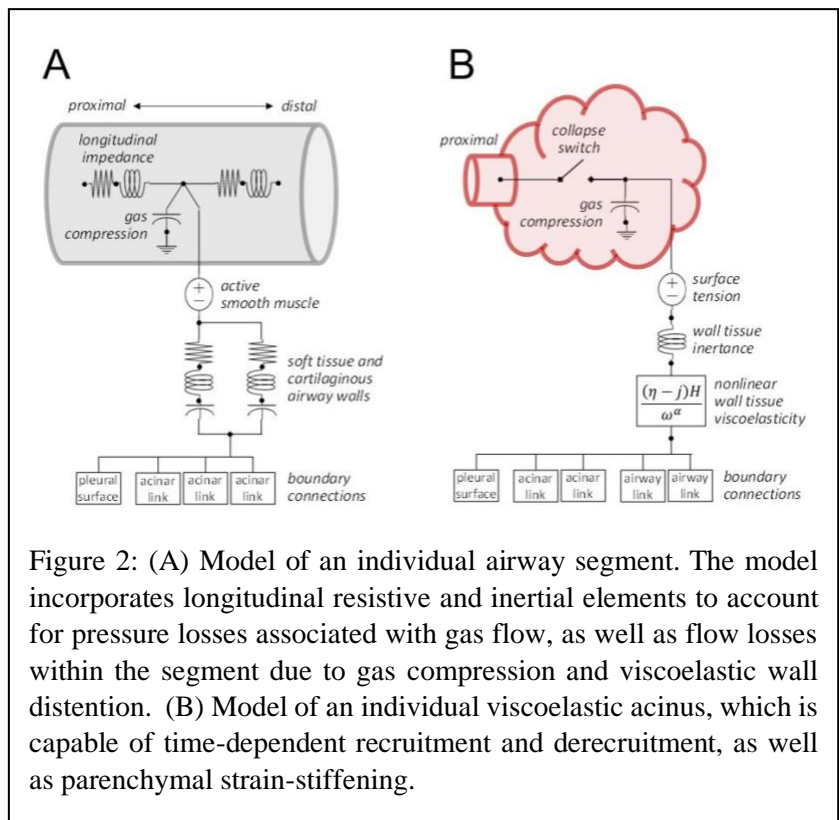 A
proximal
distal
longitudinal
impedance
gas
compression
+
−
active
smooth muscle
soft tissue and
cartilaginous
airway walls
pleural
surface
acinar
link
acinar
link
acinar
link
boundary
connections
B
proximal
collapse
switch
gas
compression
+
−
surface
tension
wall tissue
inertance
(η − j)H
ω^α
nonlinear
wall tissue
viscoelasticity
pleural
surface
acinar
link
acinar
link
airway
link
airway
link
boundary
connections
Figure 2: (A) Model of an individual airway segment. The model
incorporates longitudinal resistive and inertial elements to account
for pressure losses associated with gas flow, as well as flow losses
within the segment due to gas compression and viscoelastic wall
distention. (B) Model of an individual viscoelastic acinus, which is
capable of time-dependent recruitment and derecruitment, as well
as parenchymal strain-stiffening.